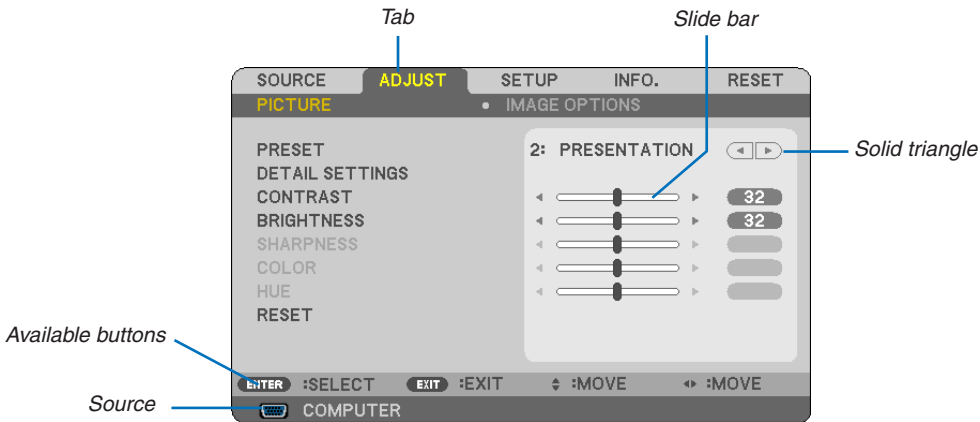 Tab Slide bar
SOURCE ADJUST SETUP INFO. RESET
PICTURE • IMAGE OPTIONS
PRESET 2: PRESENTATION
Solid triangle
DETAIL SETTINGS
CONTRAST 32
BRIGHTNESS 32
SHARPNESS
COLOR
HUE
RESET
Available buttons
ENTER :SELECT EXIT :EXIT :MOVE :MOVE
Source
COMPUTER